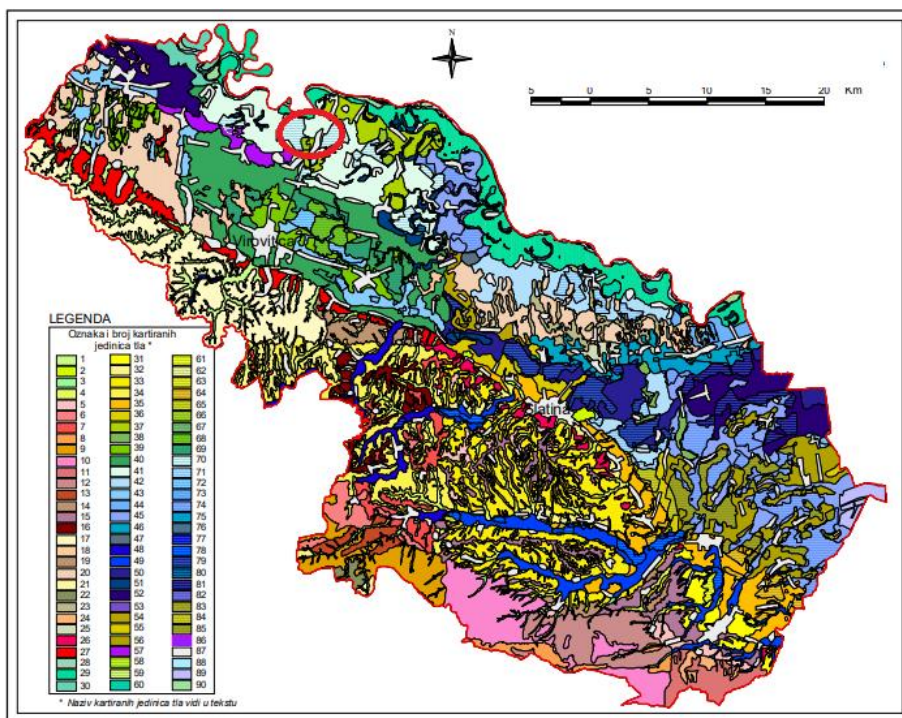 N
5 0 5 10 15 20 Km
Virovitica
Slatina
LEGENDA
Oznaka i broj kartiranih
jedinica tla *
1 31 61
2 32 62
3 33 63
4 34 64
5 35 65
6 36 66
7 37 67
8 38 68
9 39 69
10 40 70
11 41 71
12 42 72
13 43 73
14 44 74
15 45 75
16 46 76
17 47 77
18 48 78
19 49 79
20 50 80
21 51 81
22 52 82
23 53 83
24 54 84
25 55 85
26 56 86
27 57 87
28 58 88
29 59 89
30 60 90
* Naziv kartiranih jedinica tla vidi u tekstu